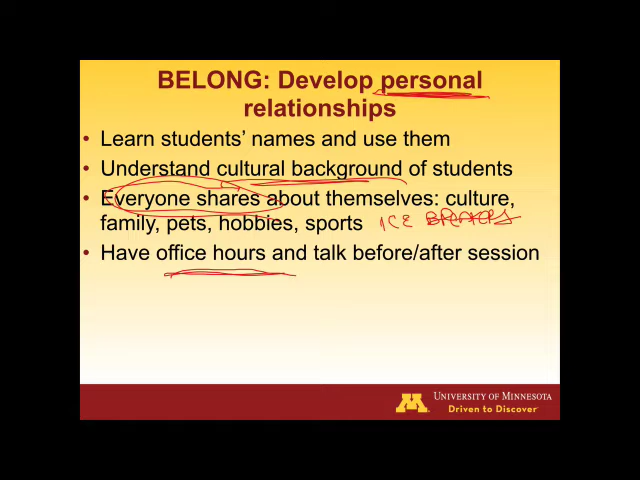 BELONG: Develop personal
relationships
• Learn students' names and use them
• Understand cultural background of students
• Everyone shares about themselves: culture,
family, pets, hobbies, sports ICE
• Have office hours and talk before/after session
M UNIVERSITY OF MINNESOTA
Driven to Discover